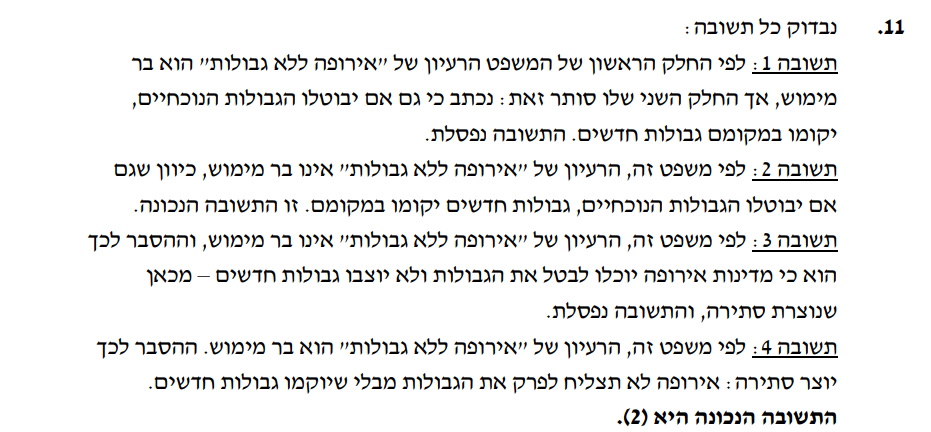 11. נבדוק כל תשובה:
תשובה 1: לפי החלק הראשון של המשפט הרעיון של "אירופה ללא גבולות" הוא בר
מימוש, אך החלק השני שלו סותר זאת: נכתב כי גם אם יבוטלו הגבולות הנוכחיים,
יקומו במקומם גבולות חדשים. התשובה נפסלת.
תשובה 2: לפי משפט זה, הרעיון של "אירופה ללא גבולות" אינו בר מימוש, כיוון שגם
אם יבוטלו הגבולות הנוכחיים, גבולות חדשים יקומו במקומם. זו התשובה הנכונה.
תשובה 3: לפי משפט זה, הרעיון של "אירופה ללא גבולות" אינו בר מימוש, וההסבר לכך
הוא כי מדינות אירופה יוכלו לבטל את הגבולות ולא יוצבו גבולות חדשים – מכאן
שנוצרת סתירה, והתשובה נפסלת.
תשובה 4: לפי משפט זה, הרעיון של "אירופה ללא גבולות" הוא בר מימוש. ההסבר לכך
יוצר סתירה: אירופה לא תצליח לפרק את הגבולות מבלי שיוקמו גבולות חדשים.
התשובה הנכונה היא (2).